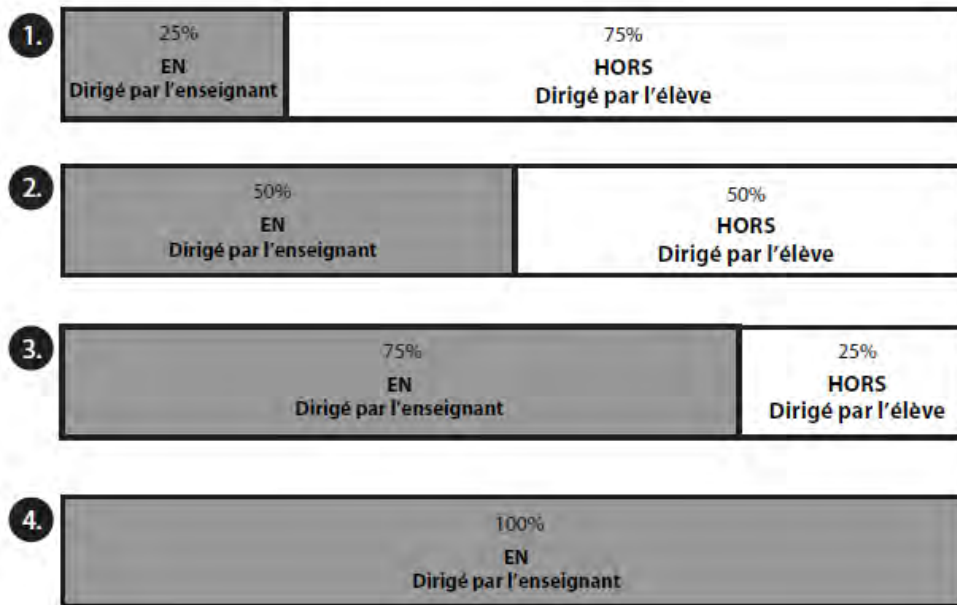 1.
25%
EN
Dirigé par l'enseignant
75%
HORS
Dirigé par l'élève
2.
50%
EN
Dirigé par l'enseignant
50%
HORS
Dirigé par l'élève
3.
75%
EN
Dirigé par l'enseignant
25%
HORS
Dirigé par l'élève
4.
100%
EN
Dirigé par l'enseignant